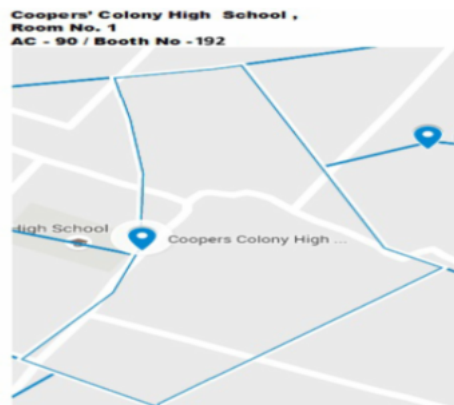 Coopers' Colony High School ,
Room No. 1
AC - 90 / Booth No -192
High School
Coopers Colony High ...